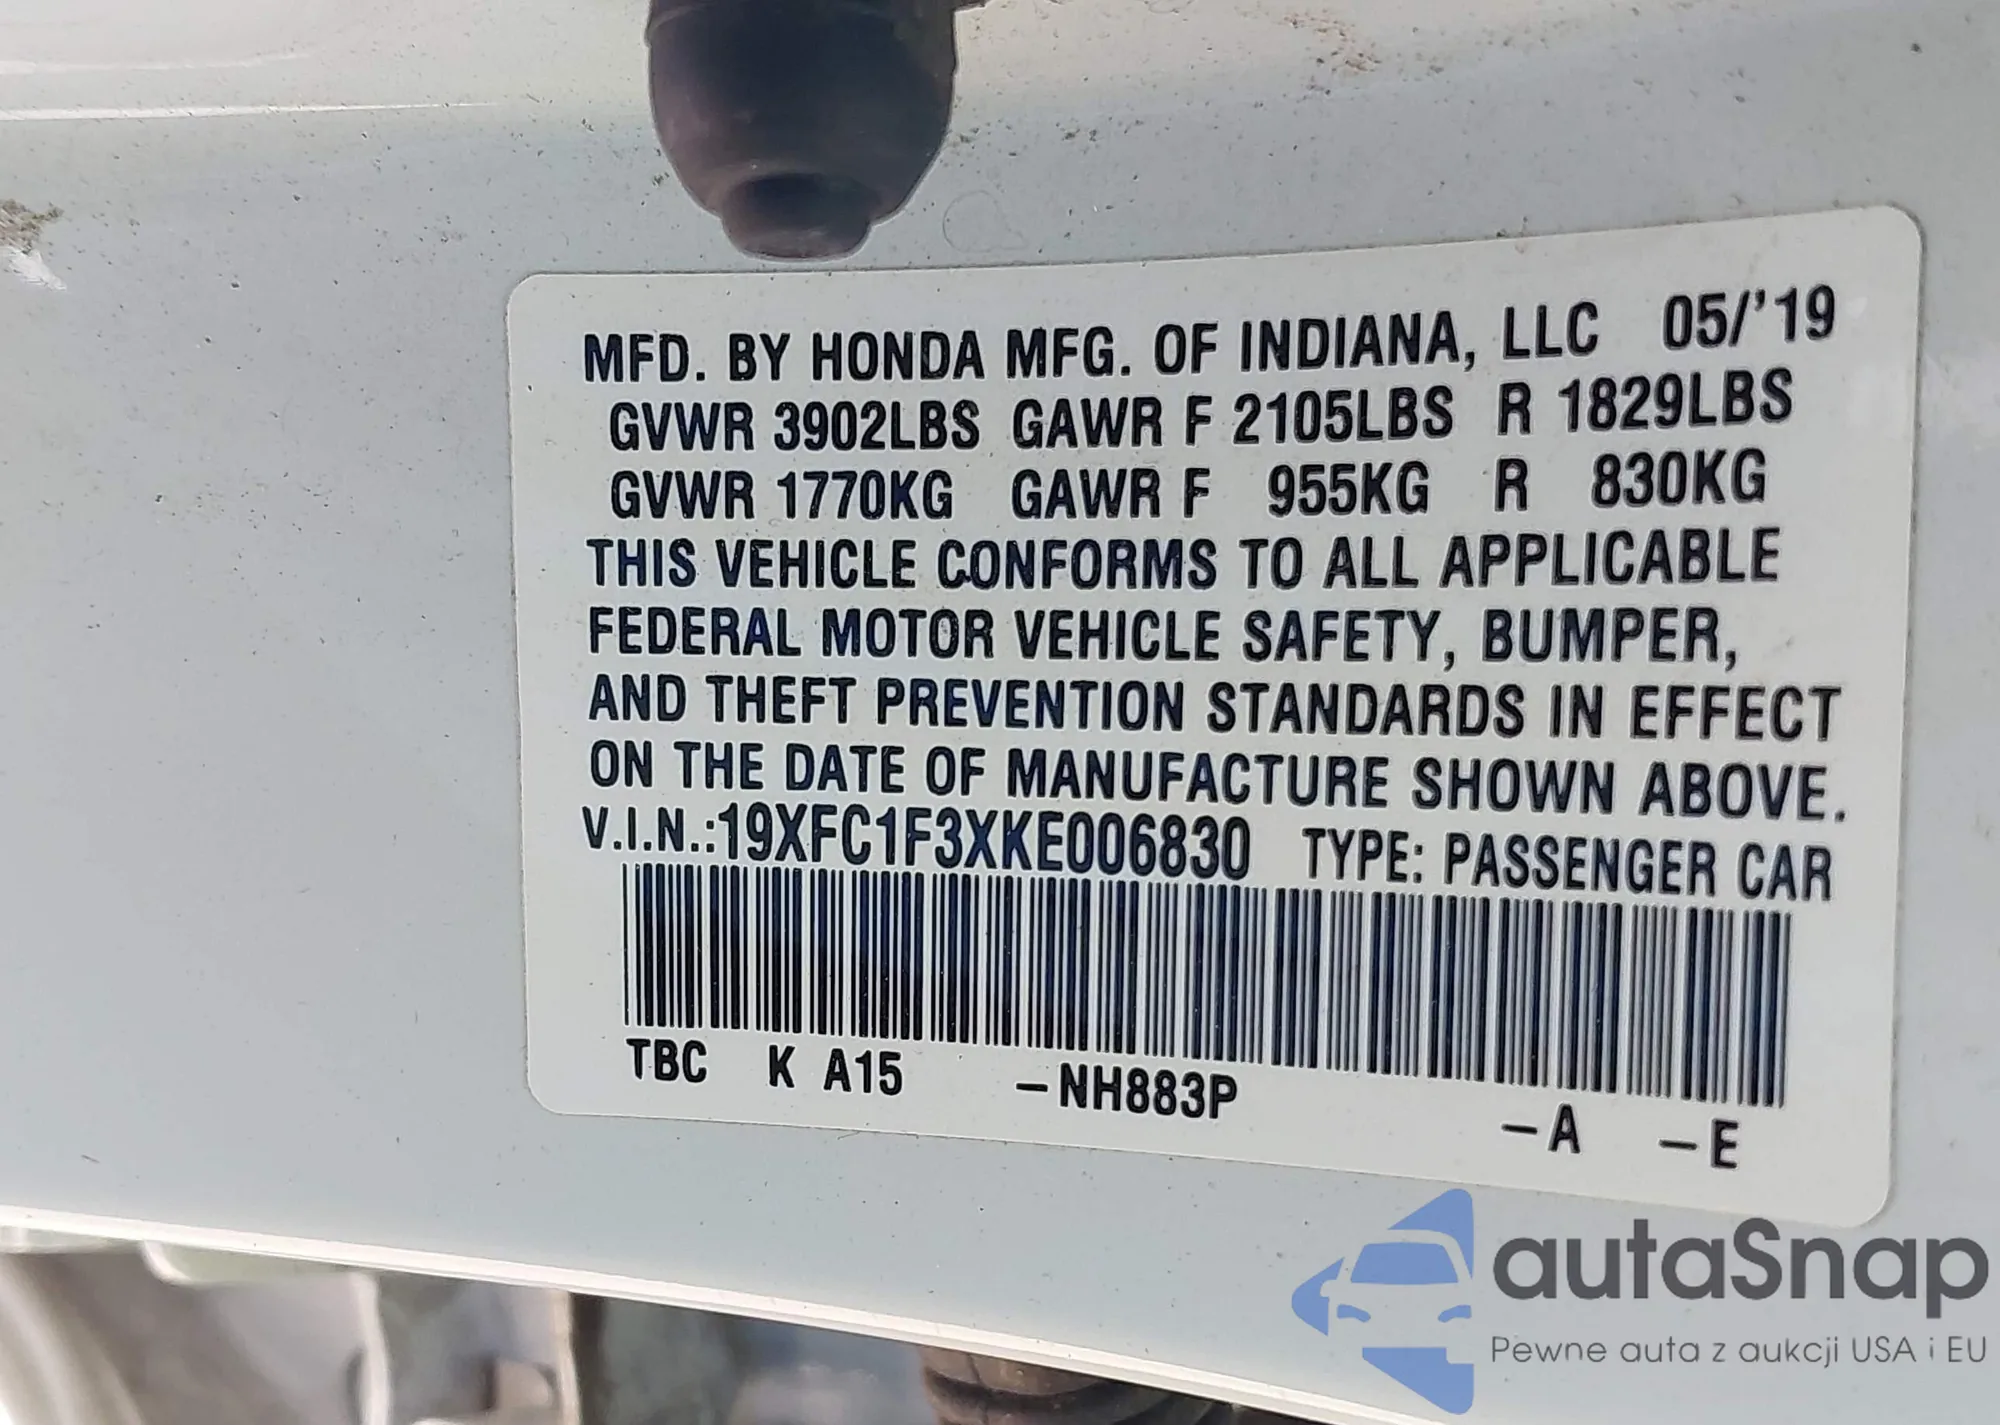 MFD. BY HONDA MFG. OF INDIANA, LLC 05/'19
GVWR 3902LBS GAWR F 2105LBS R 1829LBS
GVWR 1770KG GAWR F 955KG R 830KG
THIS VEHICLE CONFORMS TO ALL APPLICABLE
FEDERAL MOTOR VEHICLE SAFETY, BUMPER,
AND THEFT PREVENTION STANDARDS IN EFFECT
ON THE DATE OF MANUFACTURE SHOWN ABOVE.
V.I.N.:19XFC1F3XKE006830 TYPE: PASSENGER CAR
TBC K A15 –NH883P –A –E
autaSnap
Pewne auta z aukcji USA i EU